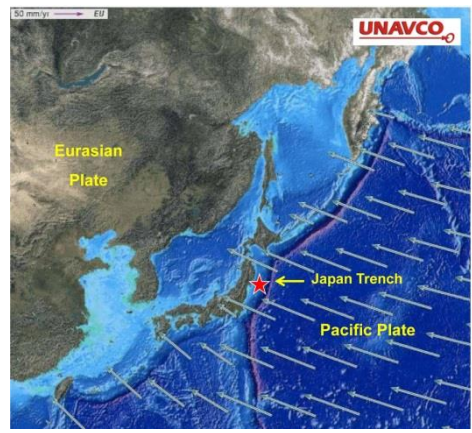 50 mm/yr EU
UNAVCO
Eurasian
Plate
Japan Trench
Pacific Plate